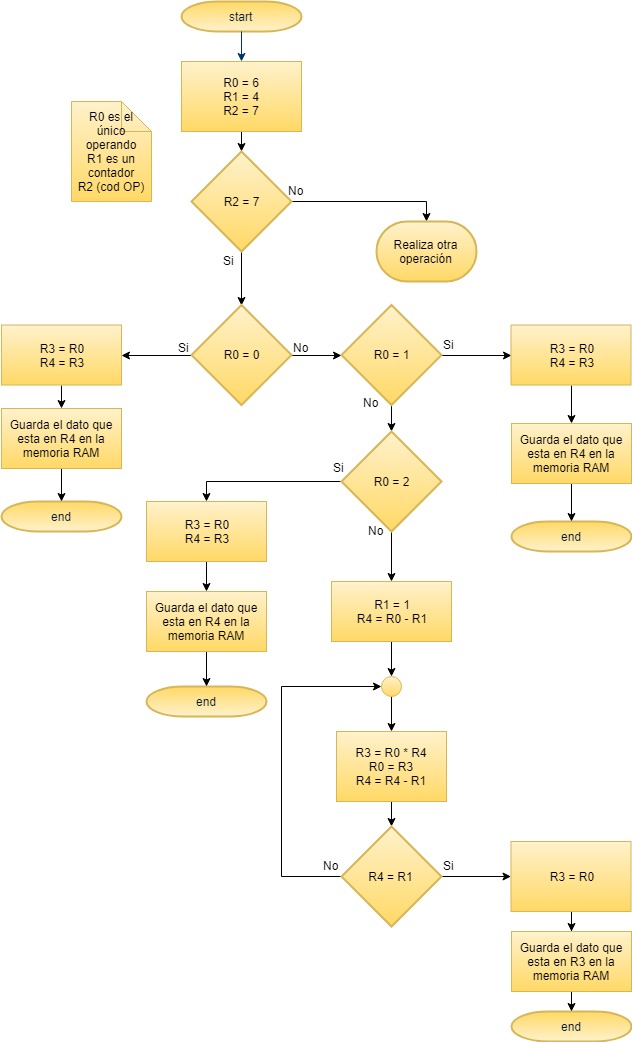 start
R0 = 6
R1 = 4
R2 = 7
R0 es el
único
operando
R1 es un
contador
R2 (cod OP)
R2 = 7
No
Realiza otra
operación
Si
R0 = 0
Si
R3 = R0
R4 = R3
Guarda el dato que
esta en R4 en la
memoria RAM
end
No
R0 = 1
Si
R3 = R0
R4 = R3
Guarda el dato que
esta en R4 en la
memoria RAM
end
No
R0 = 2
Si
R3 = R0
R4 = R3
Guarda el dato que
esta en R4 en la
memoria RAM
end
No
R1 = 1
R4 = R0 - R1
R3 = R0 * R4
R0 = R3
R4 = R4 - R1
R4 = R1
No
Si
R3 = R0
Guarda el dato que
esta en R3 en la
memoria RAM
end